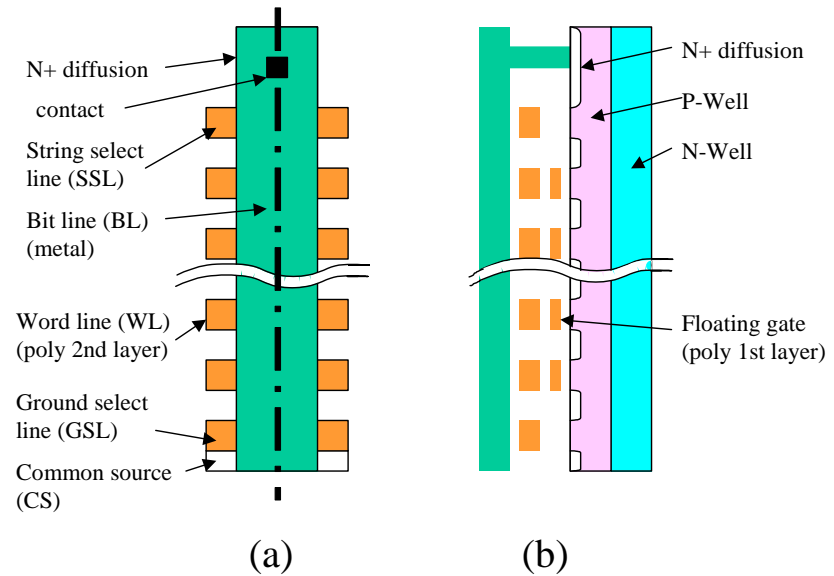 N+ diffusion
contact
String select
line (SSL)
Bit line (BL)
(metal)
Word line (WL)
(poly 2nd layer)
Ground select
line (GSL)
Common source
(CS)
(a)
N+ diffusion
P-Well
N-Well
Floating gate
(poly 1st layer)
(b)